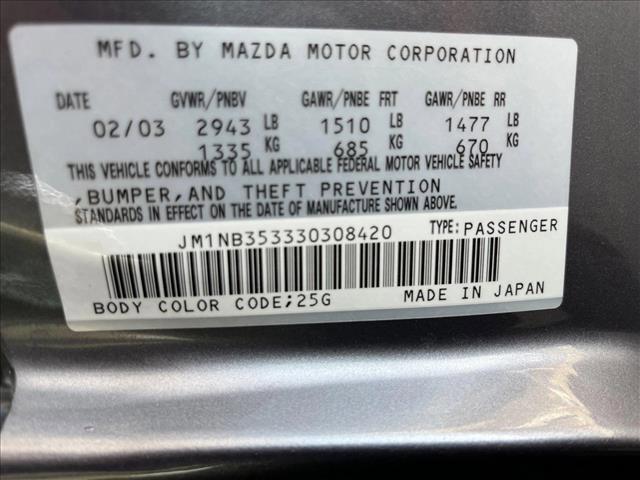 MFD. BY MAZDA MOTOR CORPORATION
DATE GVWR/PNBV GAWR/PNBE FRT GAWR/PNBE RR
02/03 2943 LB 1510 LB 1477 LB
1335 KG 685 KG 670 KG
THIS VEHICLE CONFORMS TO ALL APPLICABLE FEDERAL MOTOR VEHICLE SAFETY
,BUMPER,AND THEFT PREVENTION
STANDARDS IN EFFECT ON THE DATE OF MANUFACTURE SHOWN ABOVE.
JM1NB353330308420 TYPE:PASSENGER
BODY COLOR CODE;25G MADE IN JAPAN